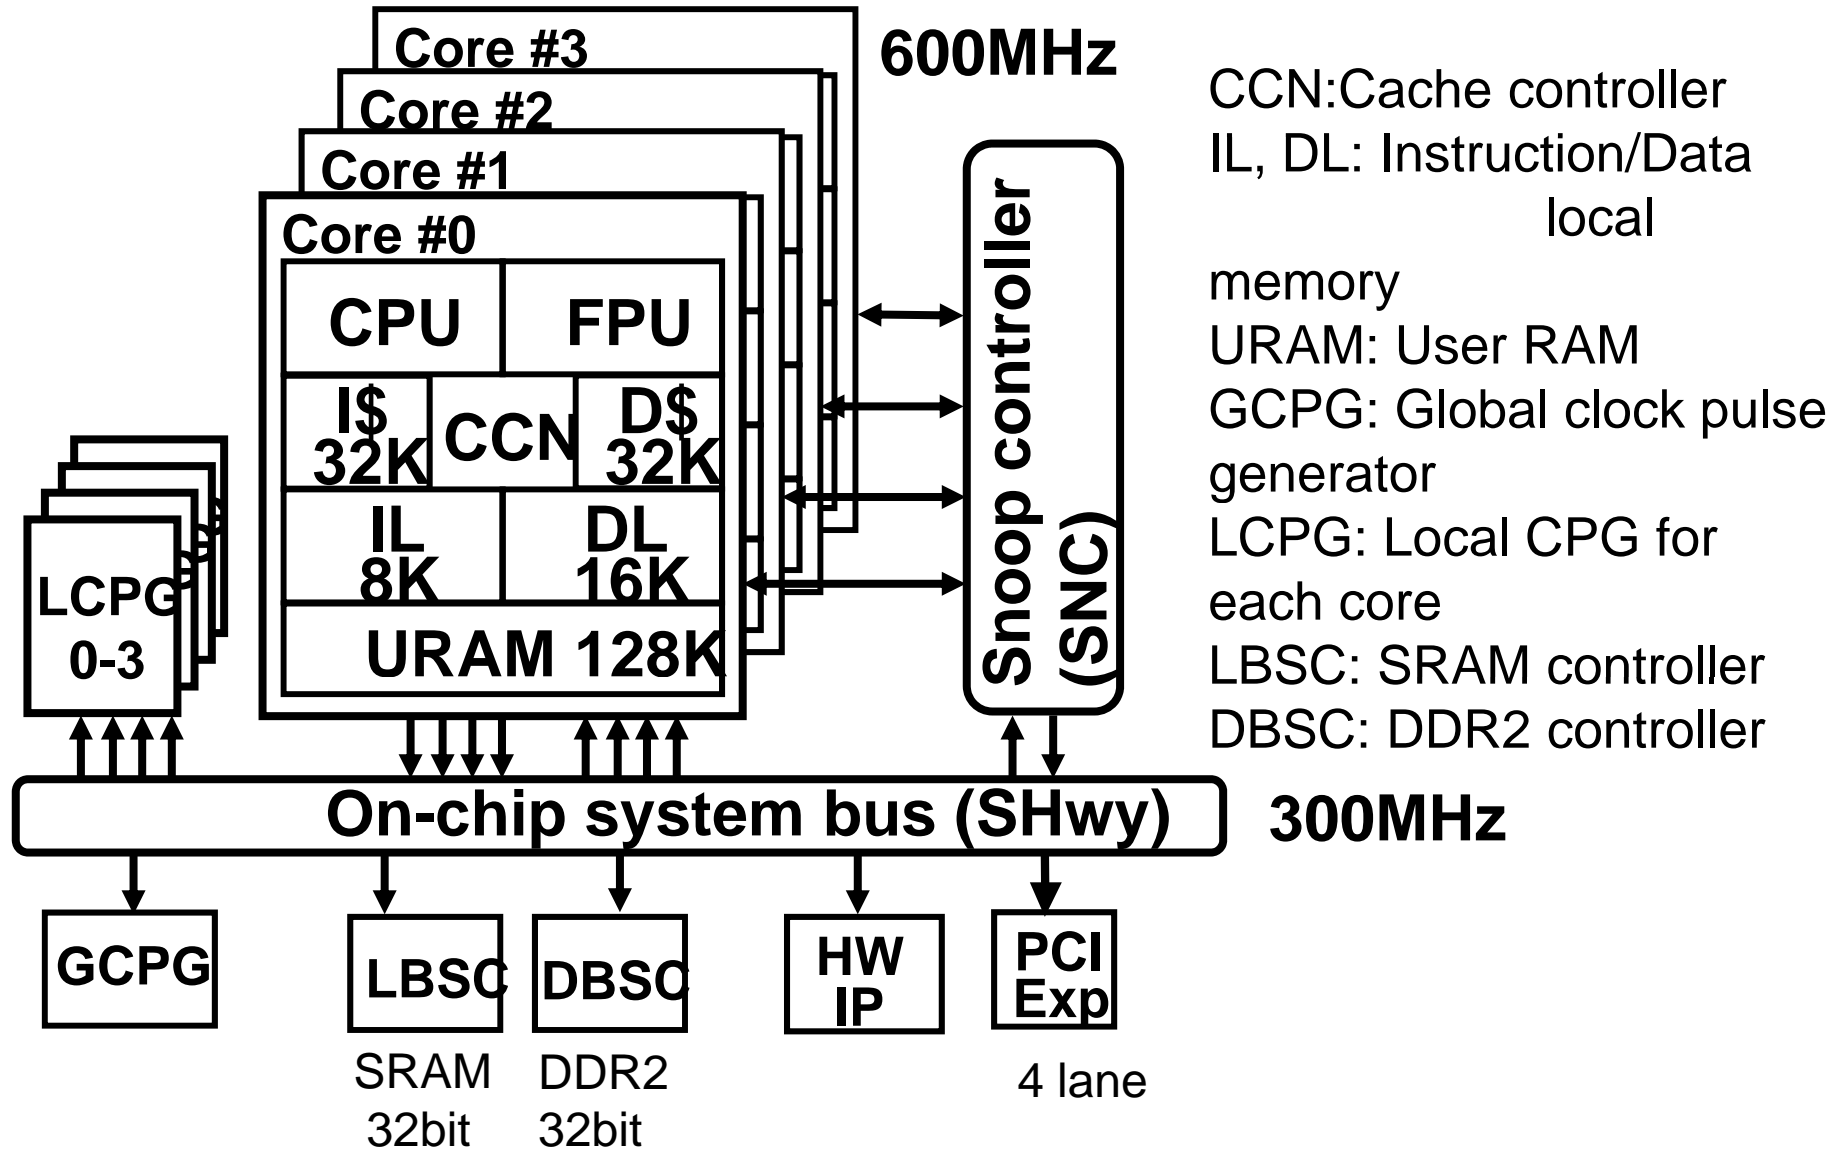 Core #3
600MHz
Core #2
Core #1
Core #0
CPU
FPU
I$
32K
CCN
D$
32K
IL
8K
DL
16K
URAM 128K
LCPG
0-3
Snoop controller
(SNC)
CCN:Cache controller
IL, DL: Instruction/Data
local
memory
URAM: User RAM
GCPG: Global clock pulse
generator
LCPG: Local CPG for
each core
LBSC: SRAM controller
DBSC: DDR2 controller
On-chip system bus (SHwy)
300MHz
GCPG
LBSC
DBSC
HW
IP
PCI
Exp
SRAM
32bit
DDR2
32bit
4 lane